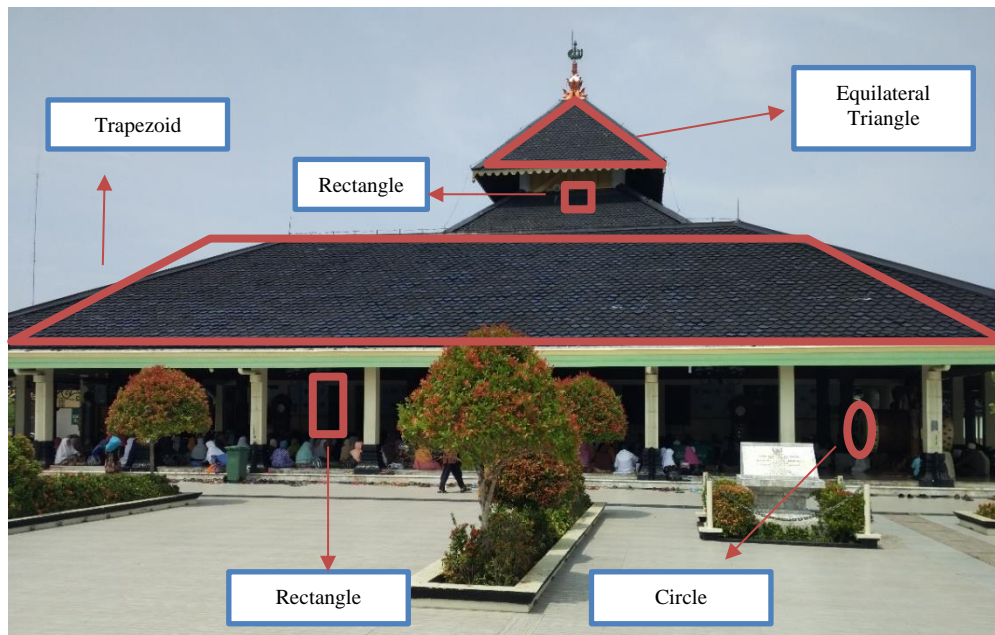 Equilateral
Triangle
Trapezoid
Rectangle
Rectangle
Circle